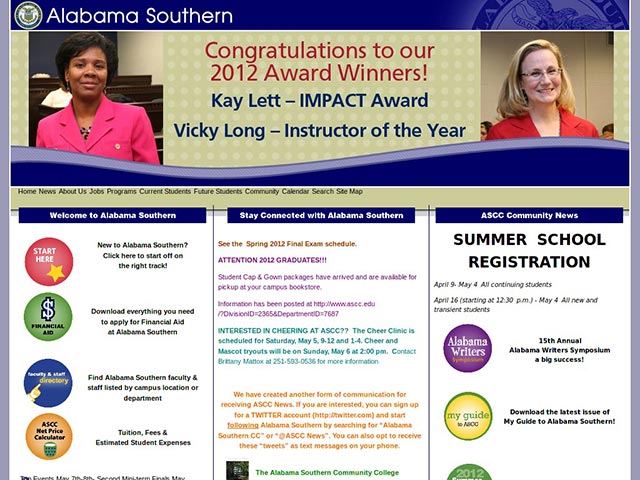 Alabama Southern
Congratulations to our
2012 Award Winners!
Kay Lett – IMPACT Award
Vicky Long – Instructor of the Year
Home News About Us Jobs Programs Current Students Future Students Community Calendar Search Site Map
Welcome to Alabama Southern
START
HERE
New to Alabama Southern?
Click here to start off on
the right track!
$
FINANCIAL
AID
Download everything you need
to apply for Financial Aid
at Alabama Southern
faculty & staff
directory
Find Alabama Southern faculty &
staff listed by campus location or
department
ASCC
Net Price
Calculator
Tuition, Fees &
Estimated Student Expenses
Events May 7th-8th- Second Mini-term Finals May
Stay Connected with Alabama Southern
See the Spring 2012 Final Exam schedule.
ATTENTION 2012 GRADUATES!!!
Student Cap & Gown packages have arrived and are available for
pickup at your campus bookstore.
Information has been posted at http://www.ascc.edu
/?DivisionID=2365&DepartmentID=7687
INTERESTED IN CHEERING AT ASCC?? The Cheer Clinic is
scheduled for Saturday, May 5, 9-12 and 1-4. Cheer and
Mascot tryouts will be on Sunday, May 6 at 2:00 pm. Contact
Brittany Mattox at 251-593-0536 for more information
We have created another form of communication for
receiving ASCC News. If you are interested, you can sign up
for a TWITTER account (http://twitter.com) and start
following Alabama Southern by searching for "Alabama
Southern CC" or "@ASCC News". You can also opt to receive
these "tweets" as text messages on your phone.
The Alabama Southern Community College
ASCC Community News
SUMMER SCHOOL
REGISTRATION
April 9- May 4 All continuing students
April 16 (starting at 12:30 p.m.) - May 4 All new and
transient students
Alabama
Writers
Symposium
15th Annual
Alabama Writers Symposium
a big success!
my guide
to ASCC
Download the latest issue of
My Guide to Alabama Southern!
2012